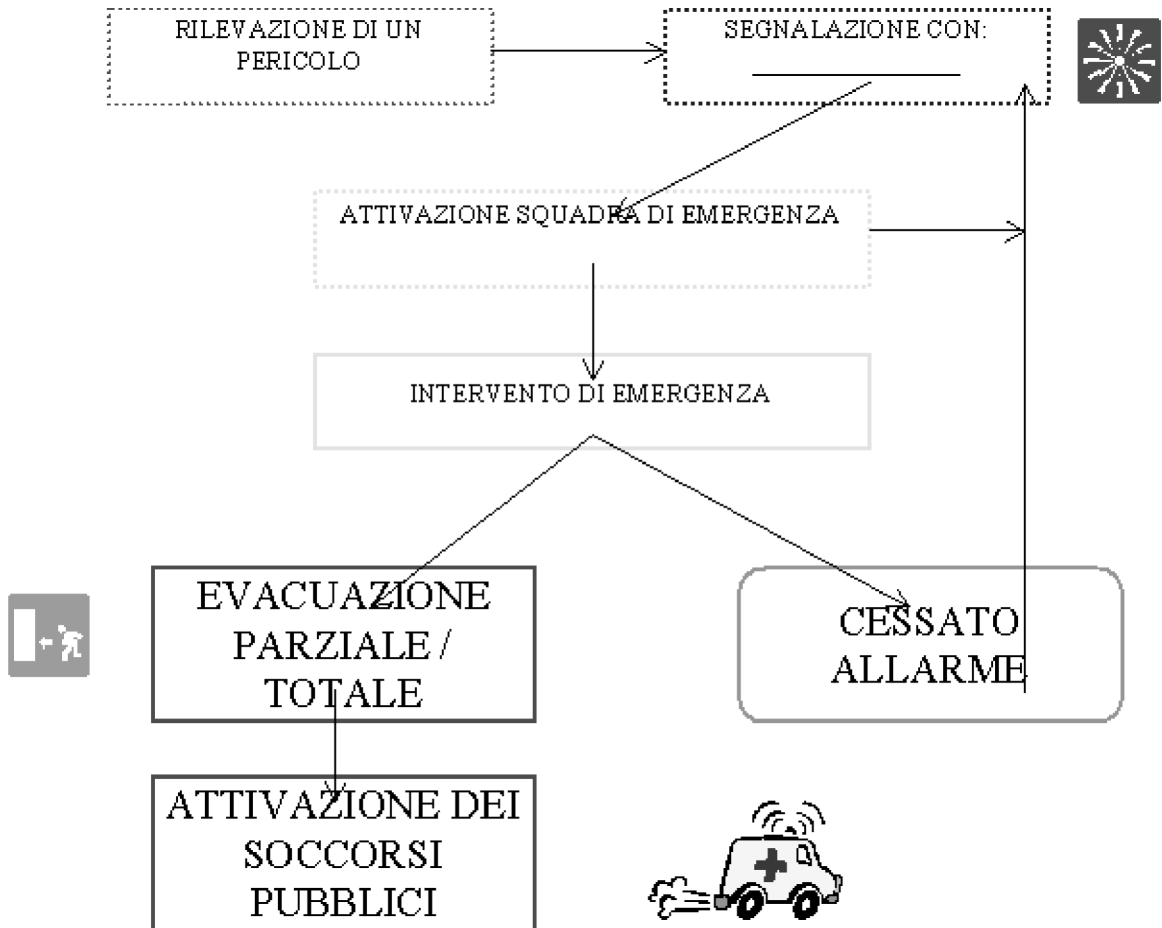 RILEVAZIONE DI UN
PERICOLO
SEGNALAZIONE CON:
ATTIVAZIONE SQUADRA DI EMERGENZA
INTERVENTO DI EMERGENZA
EVACUAZIONE
PARZIALE /
TOTALE
CESSATO
ALLARME
ATTIVAZIONE DEI
SOCCORSI
PUBBLICI